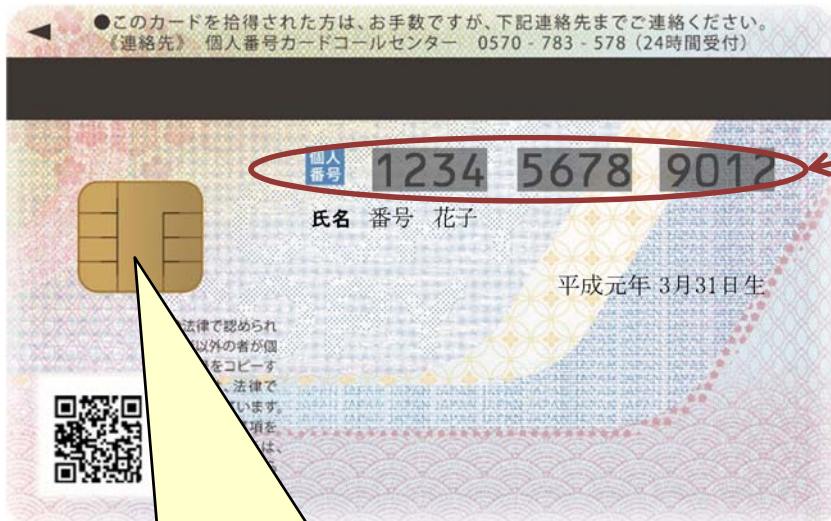 ●このカードを拾得された方は、お手数ですが、下記連絡先までご連絡ください。
《連絡先》 個人番号カードコールセンター 0570 - 783 - 578（24時間受付）
個人番号 1234 5678 9012
氏名 番号 花子
平成元年 3月31日生
法律で認められ
以外の者が個
をコピーす
、法律で
います。
項を
は、